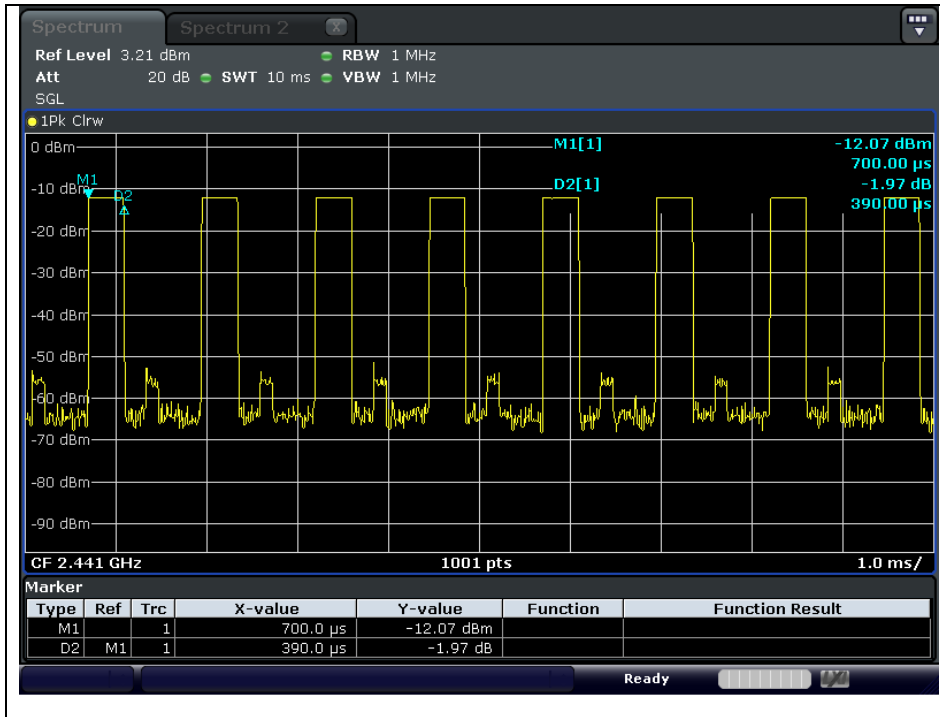 Spectrum Spectrum 2 X
Ref Level 3.21 dBm RBW 1 MHz
Att 20 dB SWT 10 ms VBW 1 MHz
SGL
1Pk Clrw
0 dBm M1[1] -12.07 dBm
700.00 µs
-10 dBm M1 D2[1] -1.97 dB
D2 390.00 µs
-20 dBm
-30 dBm
-40 dBm
-50 dBm
-60 dBm
-70 dBm
-80 dBm
-90 dBm
CF 2.441 GHz 1001 pts 1.0 ms/
Marker
Type Ref Trc X-value Y-value Function Function Result
M1 1 700.0 µs -12.07 dBm
D2 M1 1 390.0 µs -1.97 dB
Ready